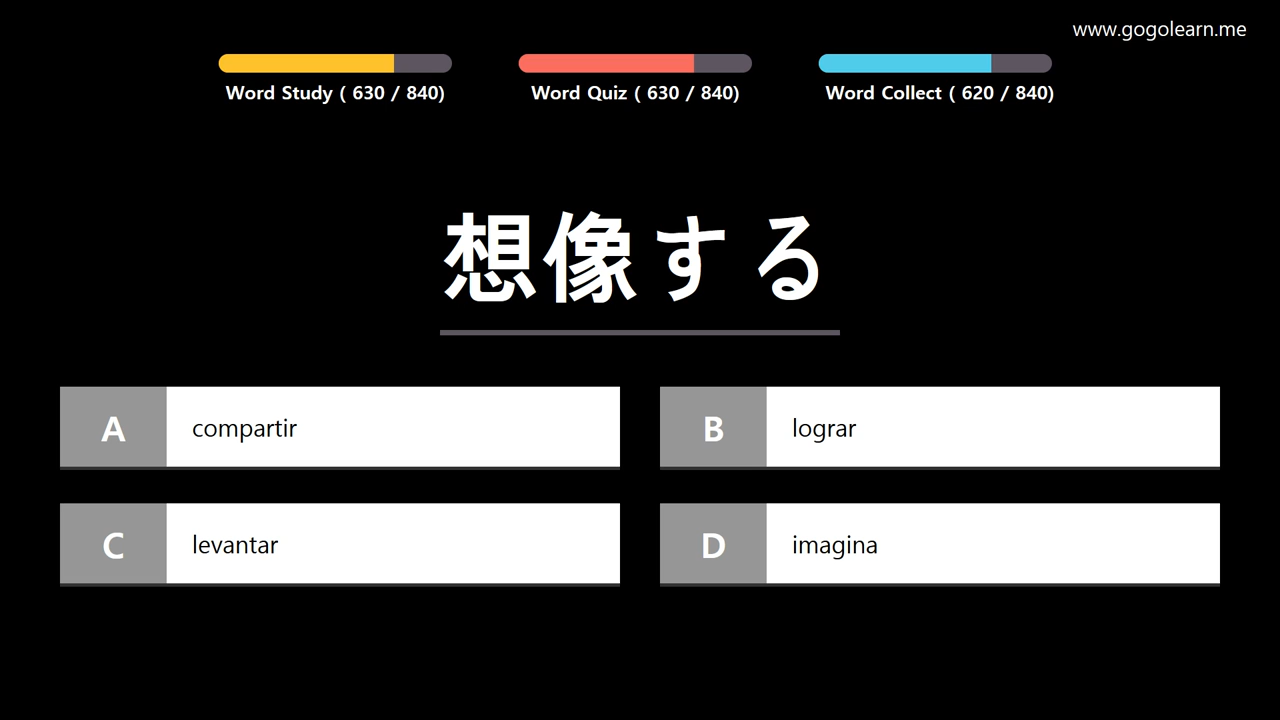 www.gogolearn.me
Word Study ( 630 / 840)
Word Quiz ( 630 / 840)
Word Collect ( 620 / 840)
想像する
A
compartir
B
lograr
C
levantar
D
imagina